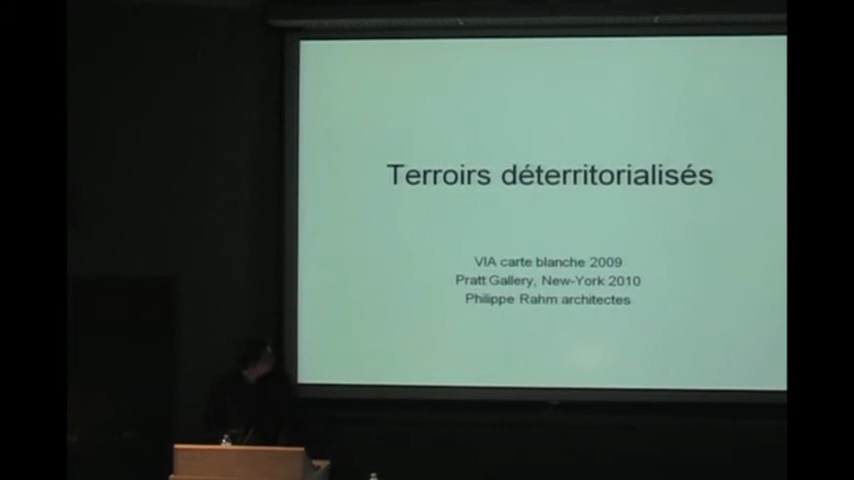 Terroirs déterritorialisés
VIA carte blanche 2009
Pratt Gallery, New-York 2010
Philippe Rahm architectes